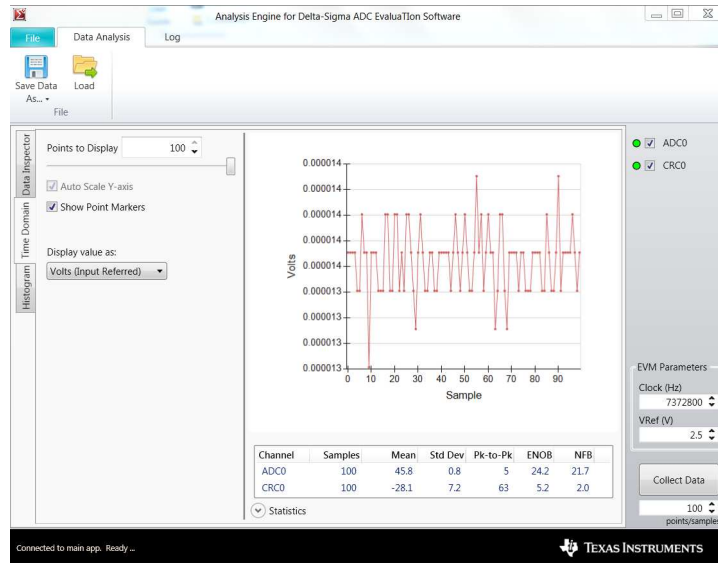 Analysis Engine for Delta-Sigma ADC EvaluaTIon Software
File Data Analysis Log
Save Data As... Load
File
Data Inspector
Time Domain
Histogram
Points to Display 100
Auto Scale Y-axis
Show Point Markers
Display value as:
Volts (Input Referred)
0.000014
0.000014
0.000014
0.000014
0.000014
0.000013
0.000013
0.000013
0.000013
Volts
0 10 20 30 40 50 60 70 80 90
Sample
Channel Samples Mean Std Dev Pk-to-Pk ENOB NFB
ADC0 100 45.8 0.8 5 24.2 21.7
CRC0 100 -28.1 7.2 63 5.2 2.0
Statistics
ADC0
CRC0
EVM Parameters
Clock (Hz)
7372800
VRef (V)
2.5
Collect Data
100
points/samples
Connected to main app. Ready ...
TEXAS INSTRUMENTS